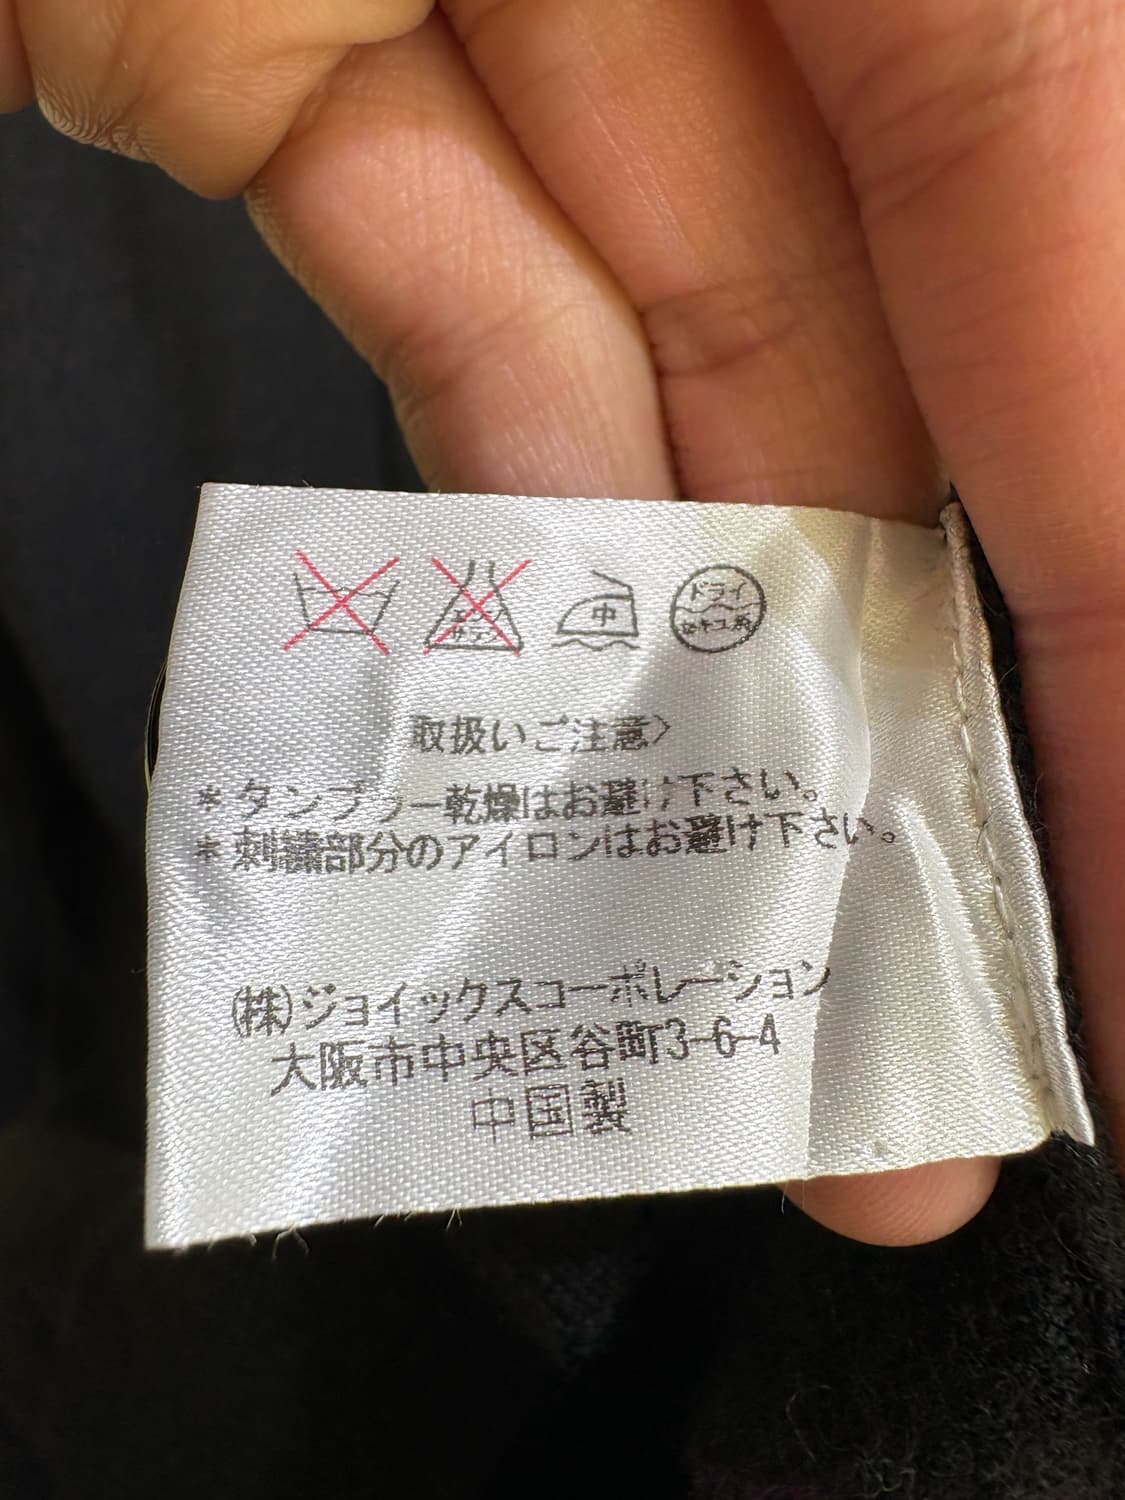 中 ドライ
セキユ系
取扱いご注意〉
＊タンブラー乾燥はお避け下さい。
＊刺繍部分のアイロンはお避け下さい。
(株)ジョイックスコーポレーション
大阪市中央区谷町3-6-4
中国製